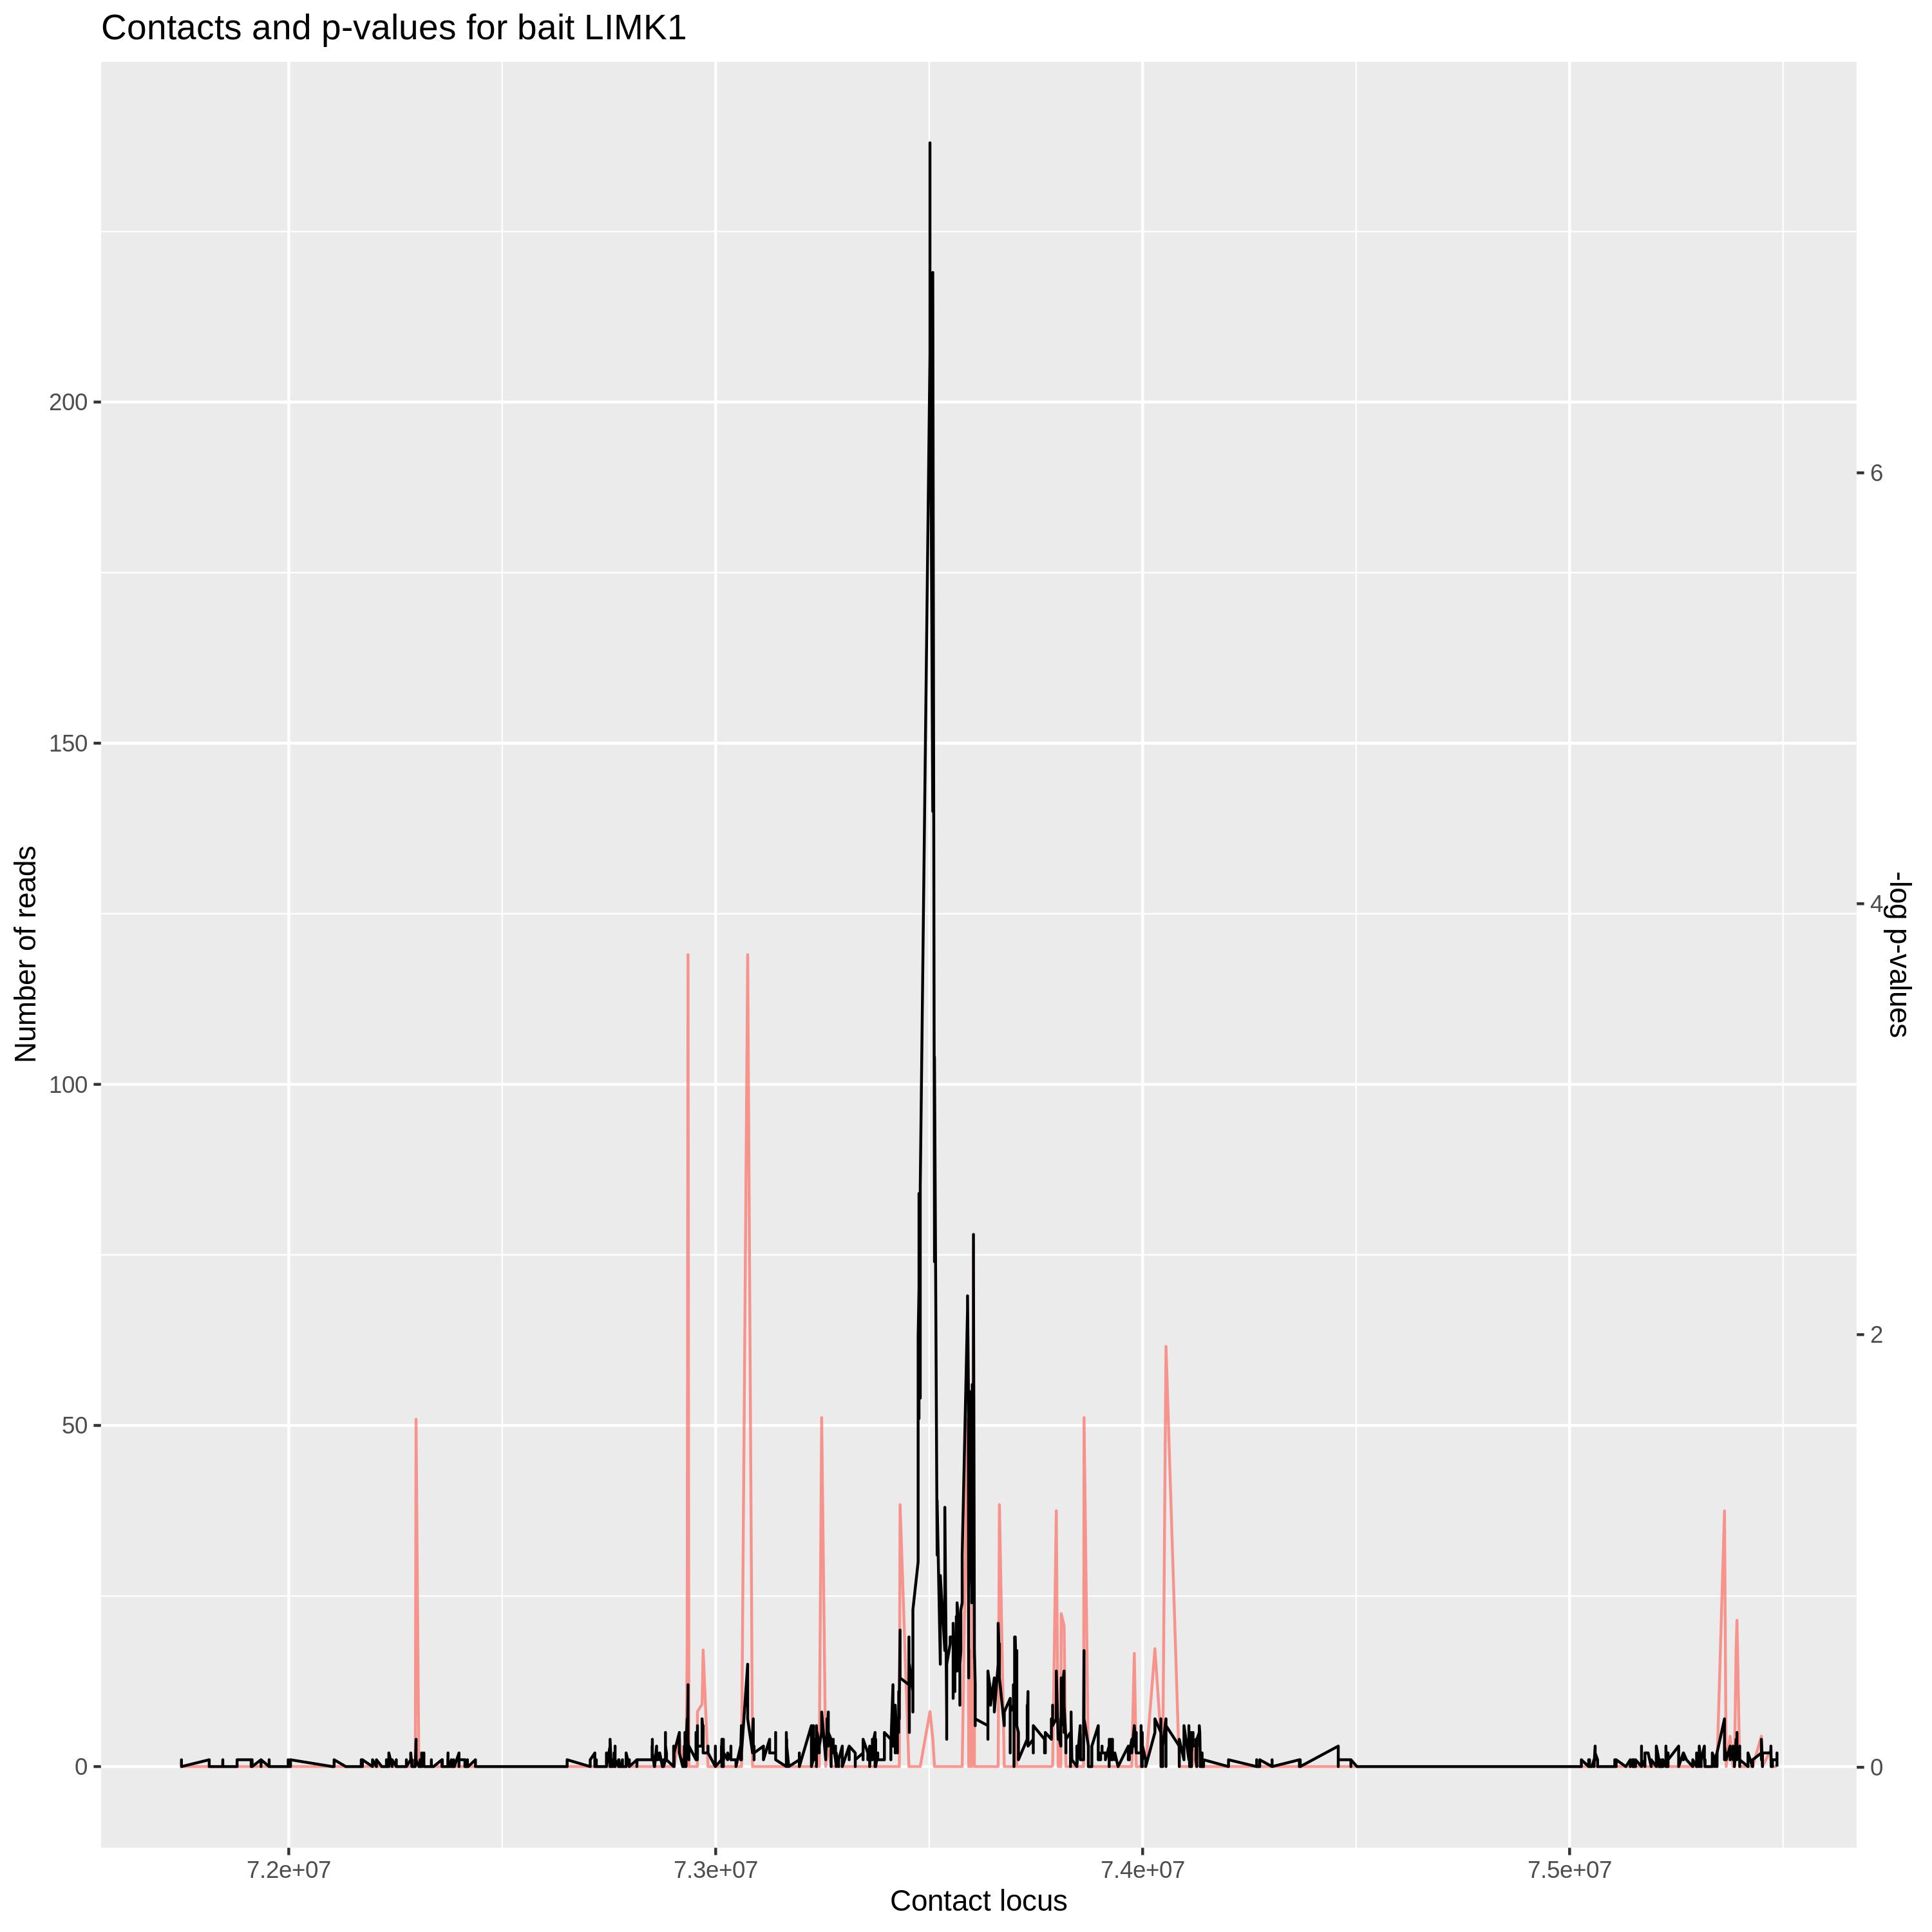 Contacts and p-values for bait LIMK1
Number of reads
200
150
100
50
0
6
4
2
0
-log p-values
7.2e+07
7.3e+07
7.4e+07
7.5e+07
Contact locus